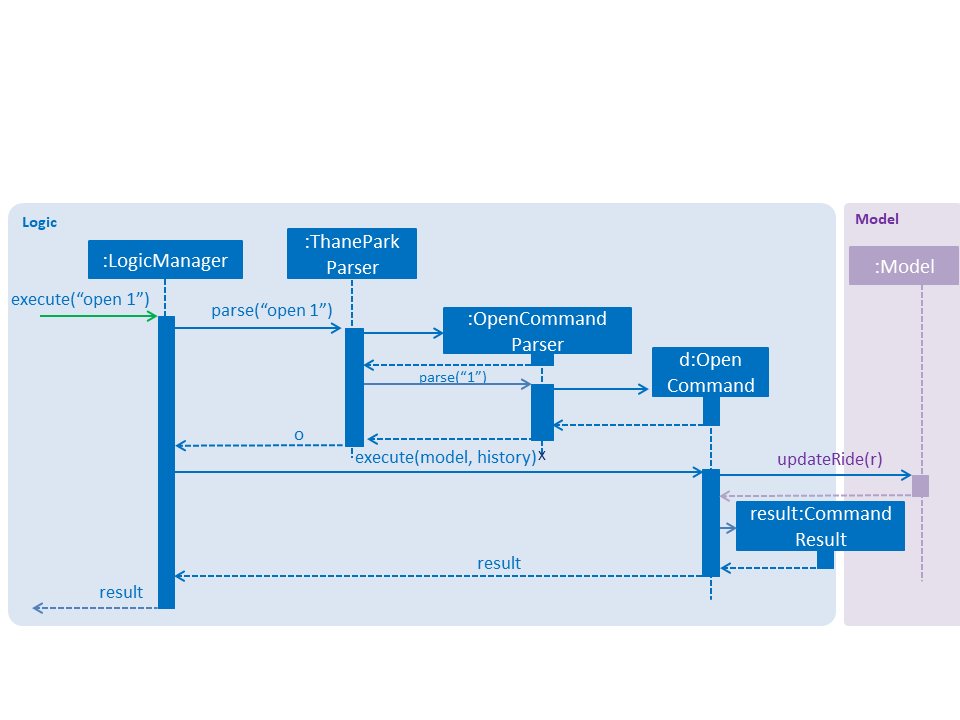 Logic
Model
:LogicManager
:ThanePark
Parser
:Model
execute(“open 1”)
parse(“open 1”)
:OpenCommand
Parser
d:Open
Command
parse(“1”)
o
execute(model, history)
x
updateRide(r)
result:Command
Result
result
result